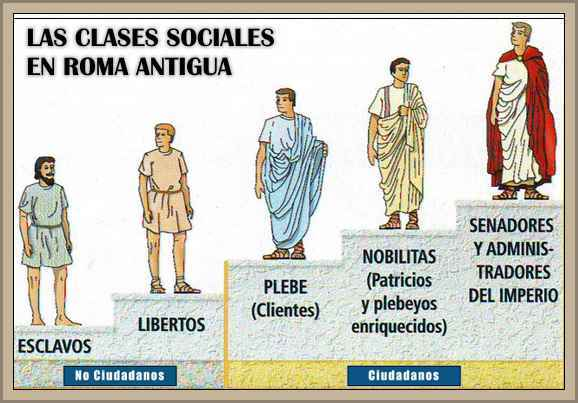 LAS CLASES SOCIALES
EN ROMA ANTIGUA
ESCLAVOS
LIBERTOS
PLEBE
(Clientes)
NOBILITAS
(Patricios
y plebeyos
enriquecidos)
SENADORES
Y ADMINIS-
TRADORES
DEL IMPERIO
No Ciudadanos
Ciudadanos